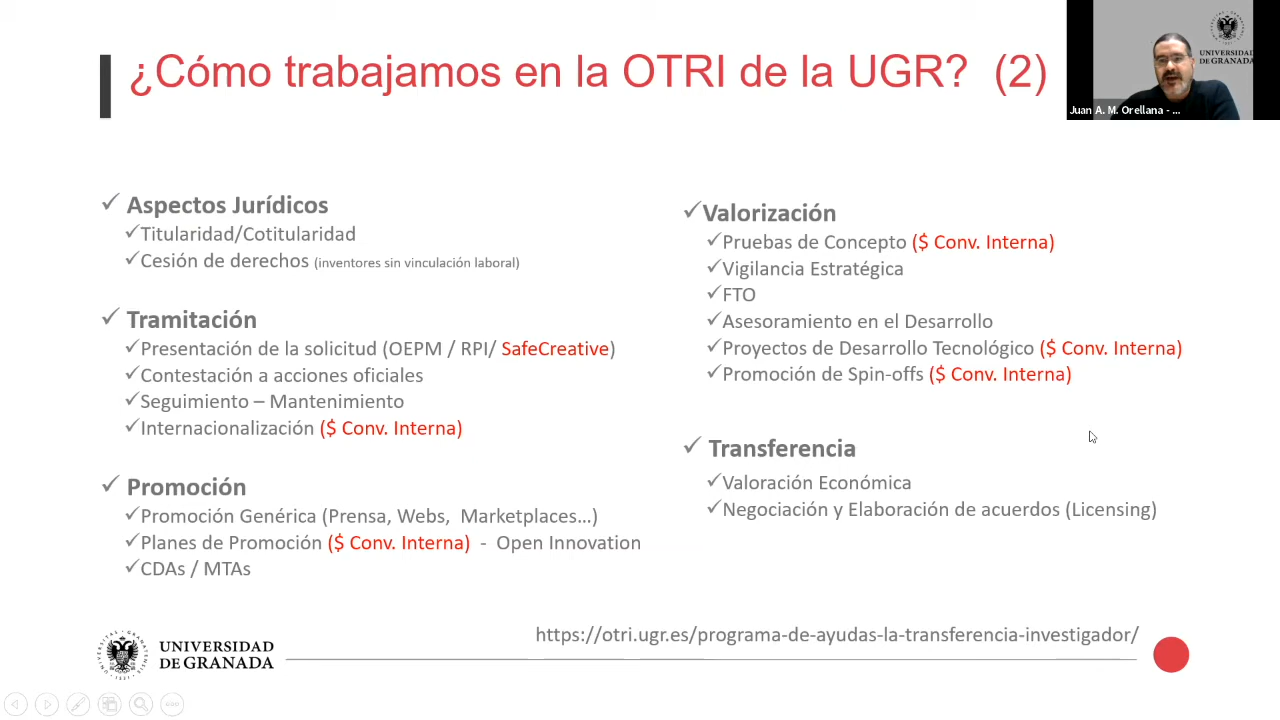 ¿Cómo trabajamos en la OTRI de la UGR? (2)
UNIVERSIDAD
DE GRANADA
Juan A. M. Orellana - ...
✓ Aspectos Jurídicos
✓Titularidad/Cotitularidad
✓Cesión de derechos (inventores sin vinculación laboral)
✓ Tramitación
✓Presentación de la solicitud (OEPM / RPI/ SafeCreative)
✓Contestación a acciones oficiales
✓Seguimiento – Mantenimiento
✓Internacionalización ($ Conv. Interna)
✓ Promoción
✓Promoción Genérica (Prensa, Webs, Marketplaces...)
✓Planes de Promoción ($ Conv. Interna) - Open Innovation
✓CDAs / MTAs
✓Valorización
✓Pruebas de Concepto ($ Conv. Interna)
✓Vigilancia Estratégica
✓FTO
✓Asesoramiento en el Desarrollo
✓Proyectos de Desarrollo Tecnológico ($ Conv. Interna)
✓Promoción de Spin-offs ($ Conv. Interna)
✓ Transferencia
✓Valoración Económica
✓Negociación y Elaboración de acuerdos (Licensing)
https://otri.ugr.es/programa-de-ayudas-la-transferencia-investigador/
UNIVERSIDAD
DE GRANADA